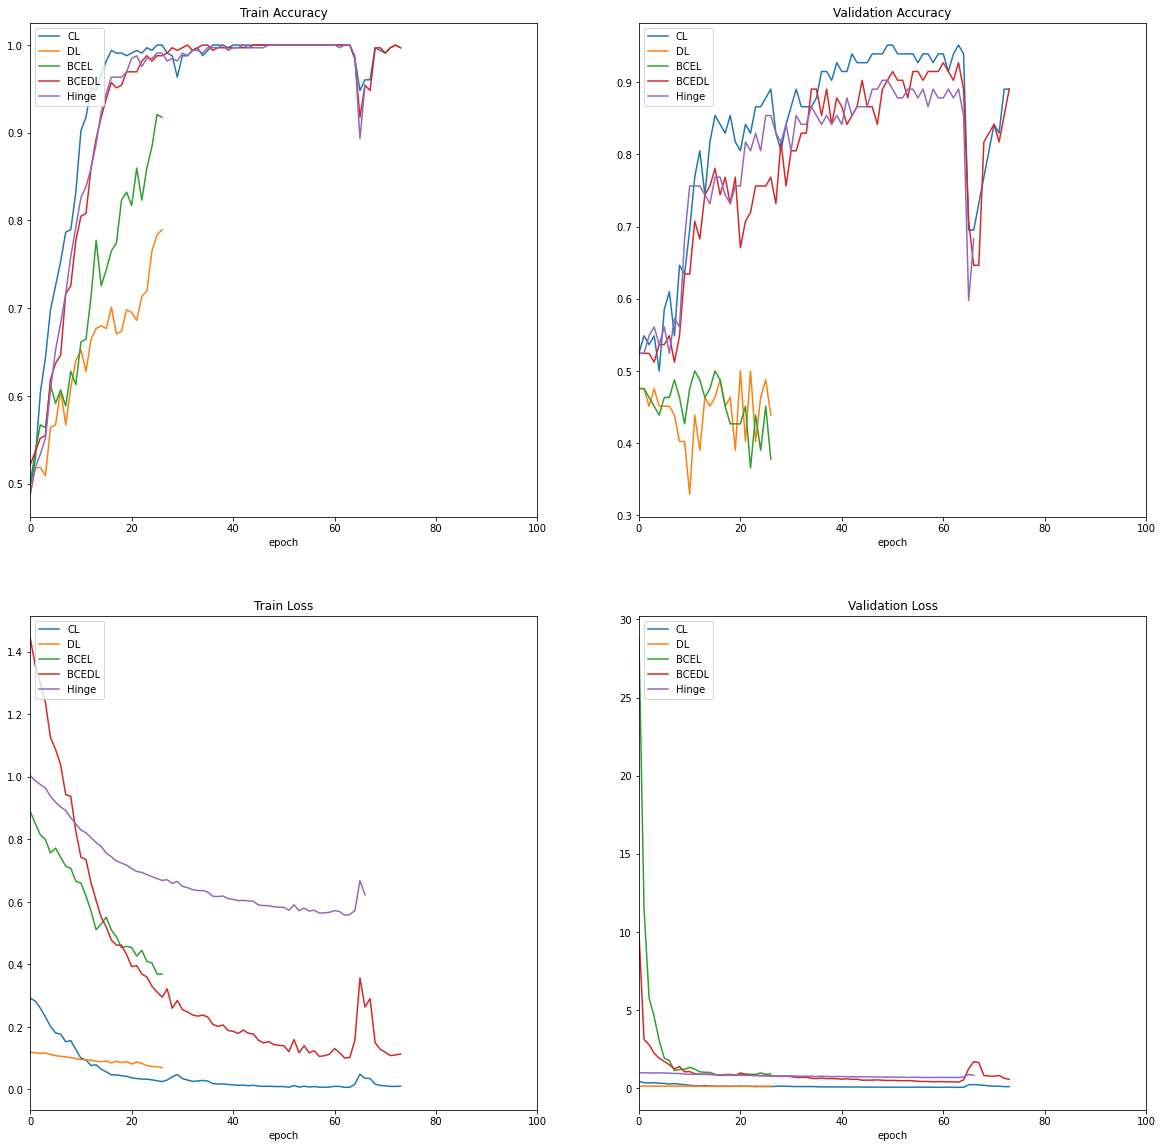 Train Accuracy
CL
DL
BCEL
BCEDL
Hinge
1.0
0.9
0.8
0.7
0.6
0.5
0 20 40 60 80 100
epoch
Validation Accuracy
CL
DL
BCEL
BCEDL
Hinge
0.9
0.8
0.7
0.6
0.5
0.4
0.3
0 20 40 60 80 100
epoch
Train Loss
CL
DL
BCEL
BCEDL
Hinge
1.4
1.2
1.0
0.8
0.6
0.4
0.2
0.0
0 20 40 60 80 100
epoch
Validation Loss
CL
DL
BCEL
BCEDL
Hinge
30
25
20
15
10
5
0
0 20 40 60 80 100
epoch